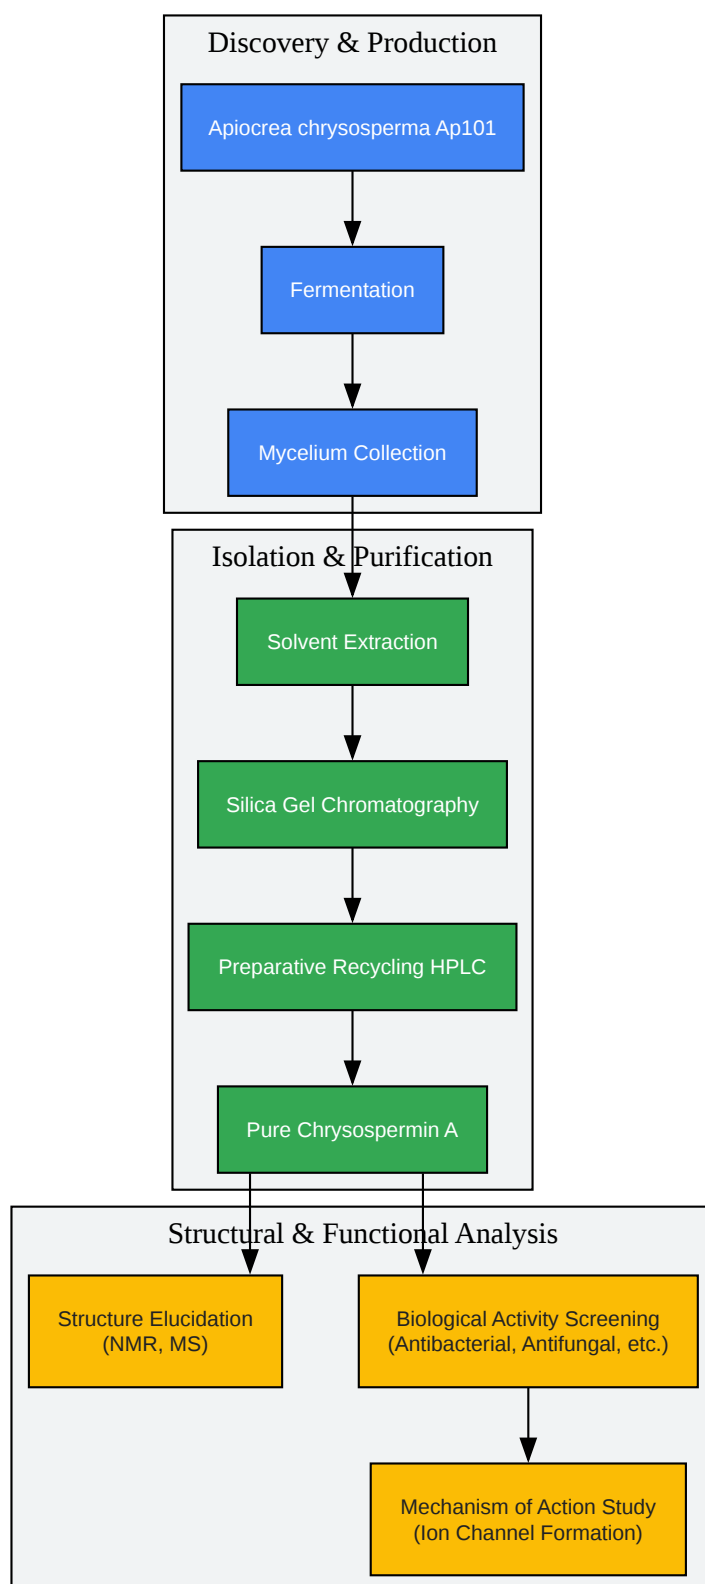 Discovery & Production
Apiocrea chrysosperma Ap101
Fermentation
Mycelium Collection
Isolation & Purification
Solvent Extraction
Silica Gel Chromatography
Preparative Recycling HPLC
Pure Chrysospermin A
Structural & Functional Analysis
Structure Elucidation
(NMR, MS)
Biological Activity Screening
(Antibacterial, Antifungal, etc.)
Mechanism of Action Study
(Ion Channel Formation)